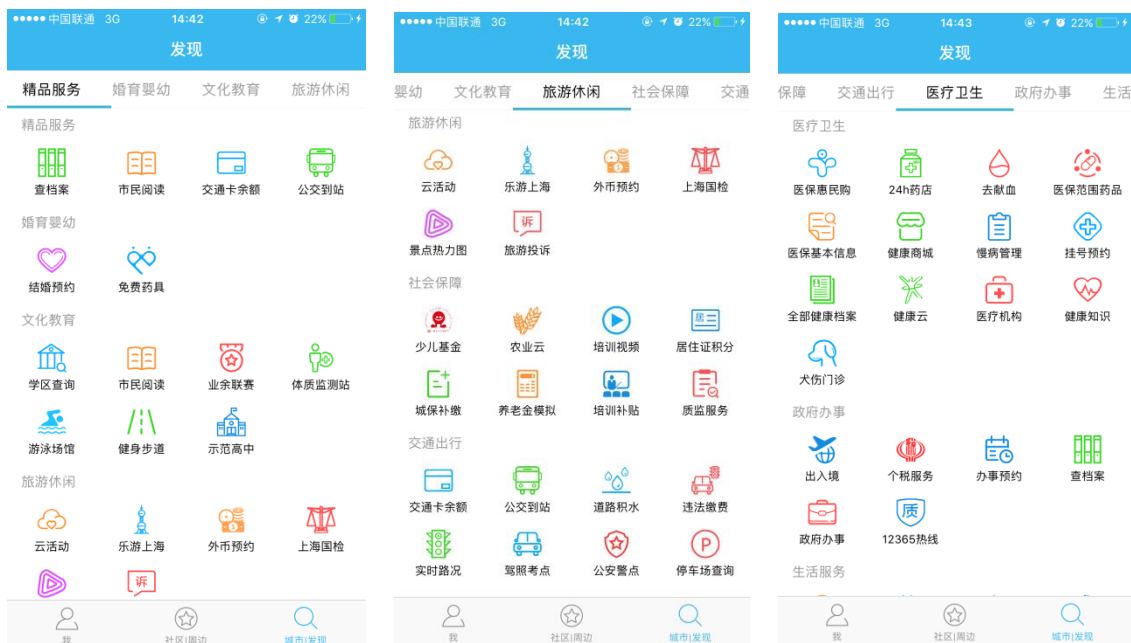 中国联通 3G 14:42 22%
发现
精品服务 婚育婴幼 文化教育 旅游休闲
精品服务
查档案 市民阅读 交通卡余额 公交到站
婚育婴幼
结婚预约 免费药具
文化教育
学区查询 市民阅读 业余联赛 体质监测站
游泳场馆 健身步道 示范高中
旅游休闲
云活动 乐游上海 外币预约 上海国检
诉
我 社区|周边 城市|发现
中国联通 3G 14:42 22%
发现
婴幼 文化教育 旅游休闲 社会保障 交通
旅游休闲
云活动 乐游上海 外币预约 上海国检
诉
景点热力图 旅游投诉
社会保障
居
少儿基金 农业云 培训视频 居住证积分
城保补缴 养老金模拟 培训补贴 质监服务
交通出行
交通卡余额 公交到站 道路积水 违法缴费
P
实时路况 驾照考点 公安警点 停车场查询
我 社区|周边 城市|发现
中国联通 3G 14:43 22%
发现
保障 交通出行 医疗卫生 政府办事 生活
医疗卫生
医保惠民购 24h药店 去献血 医保范围药品
医保基本信息 健康商城 慢病管理 挂号预约
全部健康档案 健康云 医疗机构 健康知识
犬伤门诊
政府办事
税
出入境 个税服务 办事预约 查档案
质
政府办事 12365热线
生活服务
我 社区|周边 城市|发现